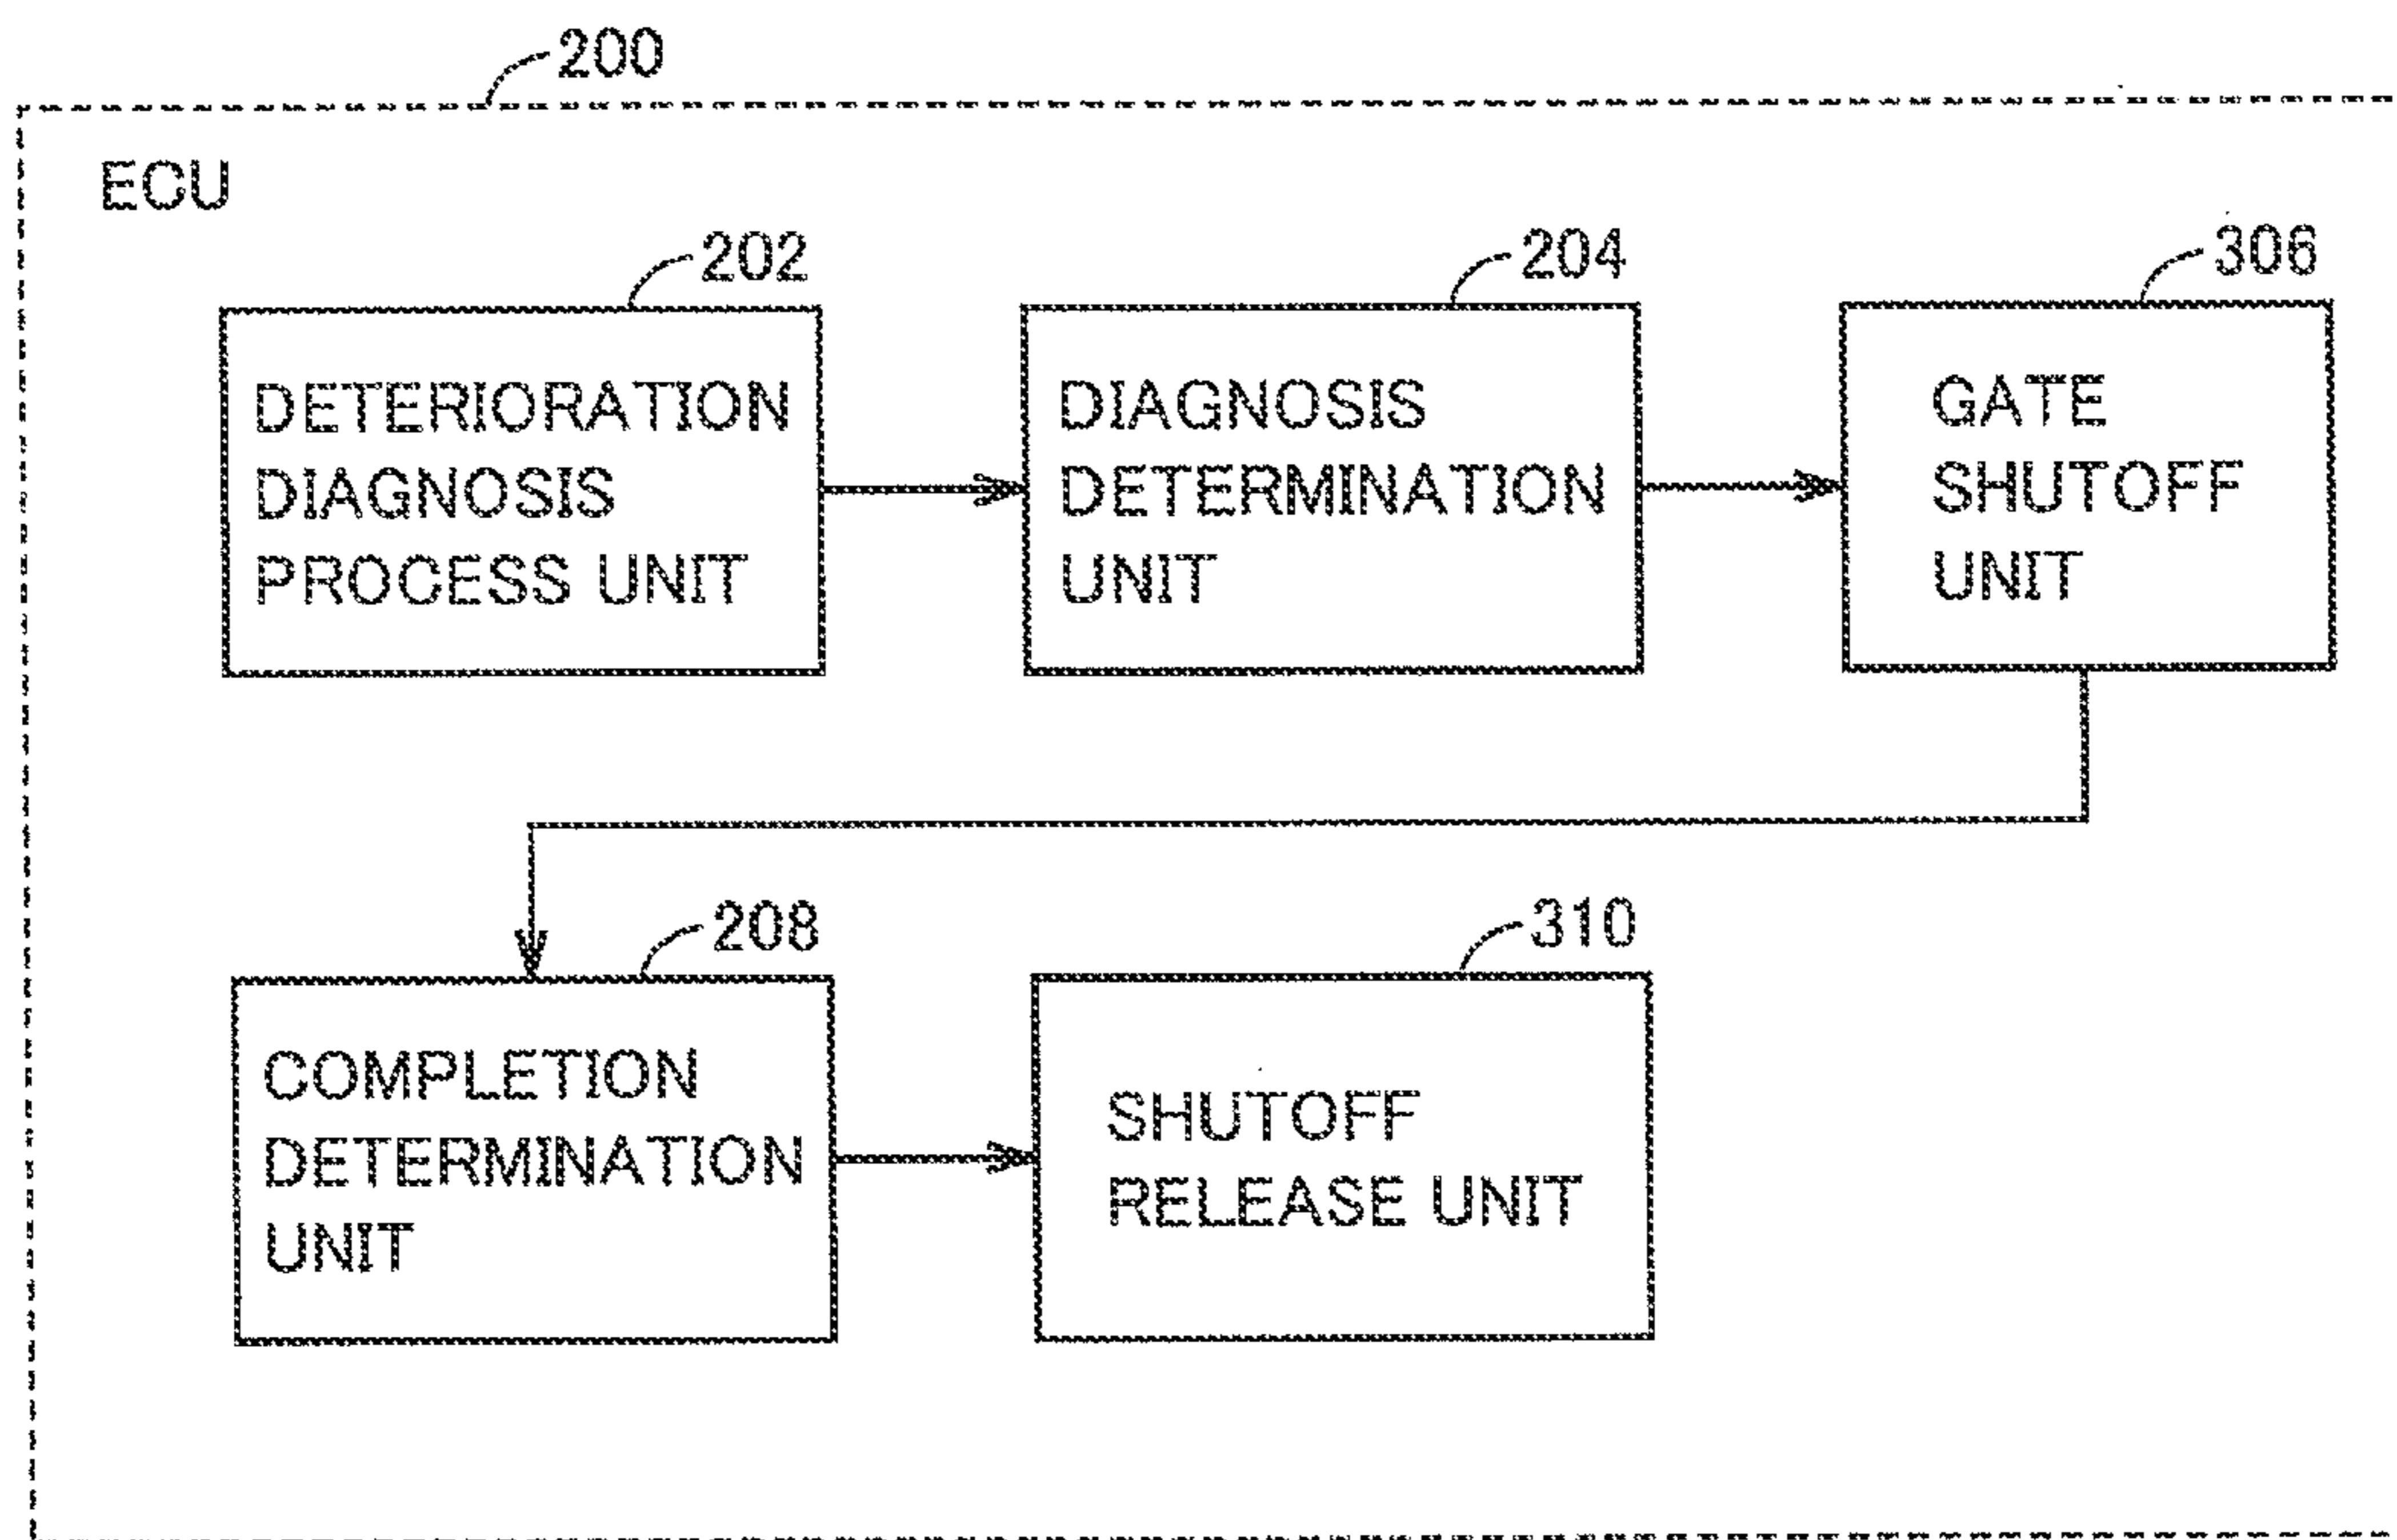 200
ECU
202
204
306
DETERIORATION
DIAGNOSIS
PROCESS UNIT
DIAGNOSIS
DETERMINATION
UNIT
GATE
SHUTOFF
UNIT
208
310
COMPLETION
DETERMINATION
UNIT
SHUTOFF
RELEASE UNIT